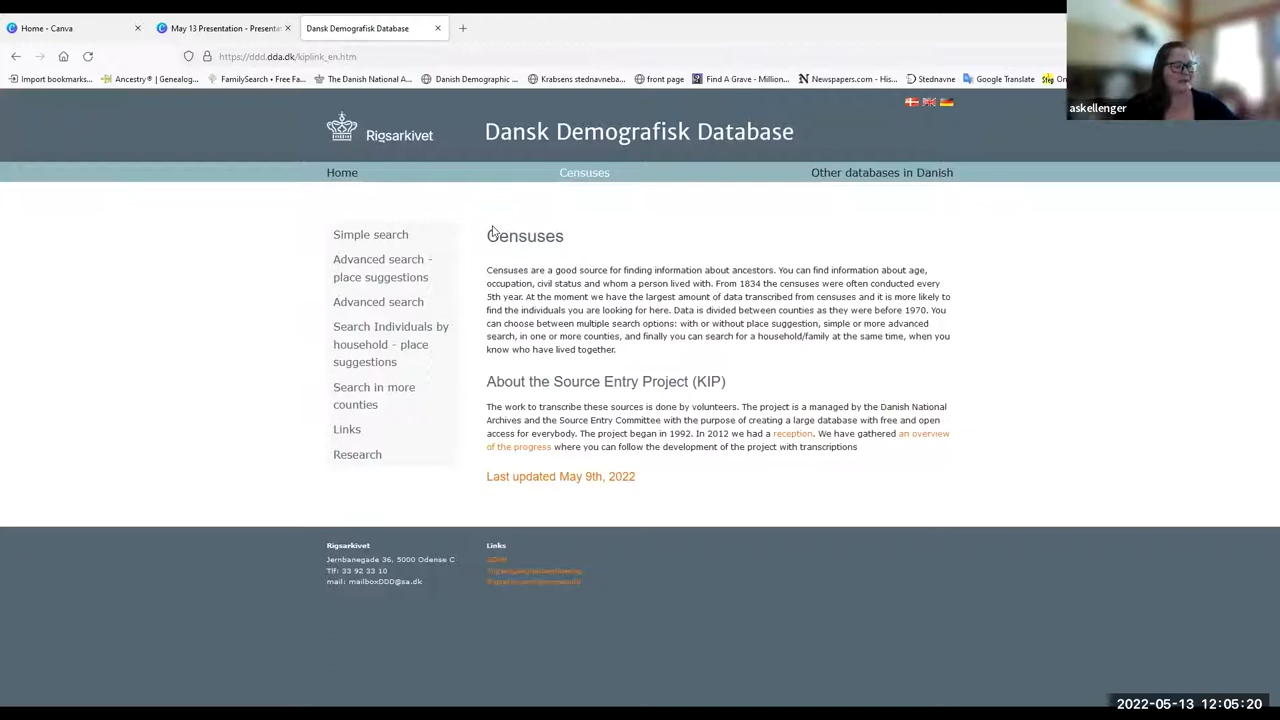 Home - Canva
May 13 Presentation - Presentat
Dansk Demografisk Database
https://ddd.dda.dk/kiplink_en.htm
Import bookmarks...
Ancestry® | Genealog...
FamilySearch • Free Fa...
The Danish National A...
Danish Demographic ...
Krabsens stednavneba...
front page
Find A Grave - Million...
Newspapers.com - His...
Stednavne
Google Translate
askellenger
Rigsarkivet
Dansk Demografisk Database
Home
Censuses
Other databases in Danish
Simple search
Advanced search -
place suggestions
Advanced search
Search Individuals by
household - place
suggestions
Search in more
counties
Links
Research
Censuses
Censuses are a good source for finding information about ancestors. You can find information about age,
occupation, civil status and whom a person lived with. From 1834 the censuses were often conducted every
5th year. At the moment we have the largest amount of data transcribed from censuses and it is more likely to
find the individuals you are looking for here. Data is divided between counties as they were before 1970. You
can choose between multiple search options: with or without place suggestion, simple or more advanced
search, in one or more counties, and finally you can search for a household/family at the same time, when you
know who have lived together.
About the Source Entry Project (KIP)
The work to transcribe these sources is done by volunteers. The project is a managed by the Danish National
Archives and the Source Entry Committee with the purpose of creating a large database with free and open
access for everybody. The project began in 1992. In 2012 we had a reception. We have gathered an overview
of the progress where you can follow the development of the project with transcriptions
Last updated May 9th, 2022
Rigsarkivet
Jernbanegade 36, 5000 Odense C
Tlf: 33 92 33 10
mail: mailboxDDD@sa.dk
Links
2022-05-13 12:05:20